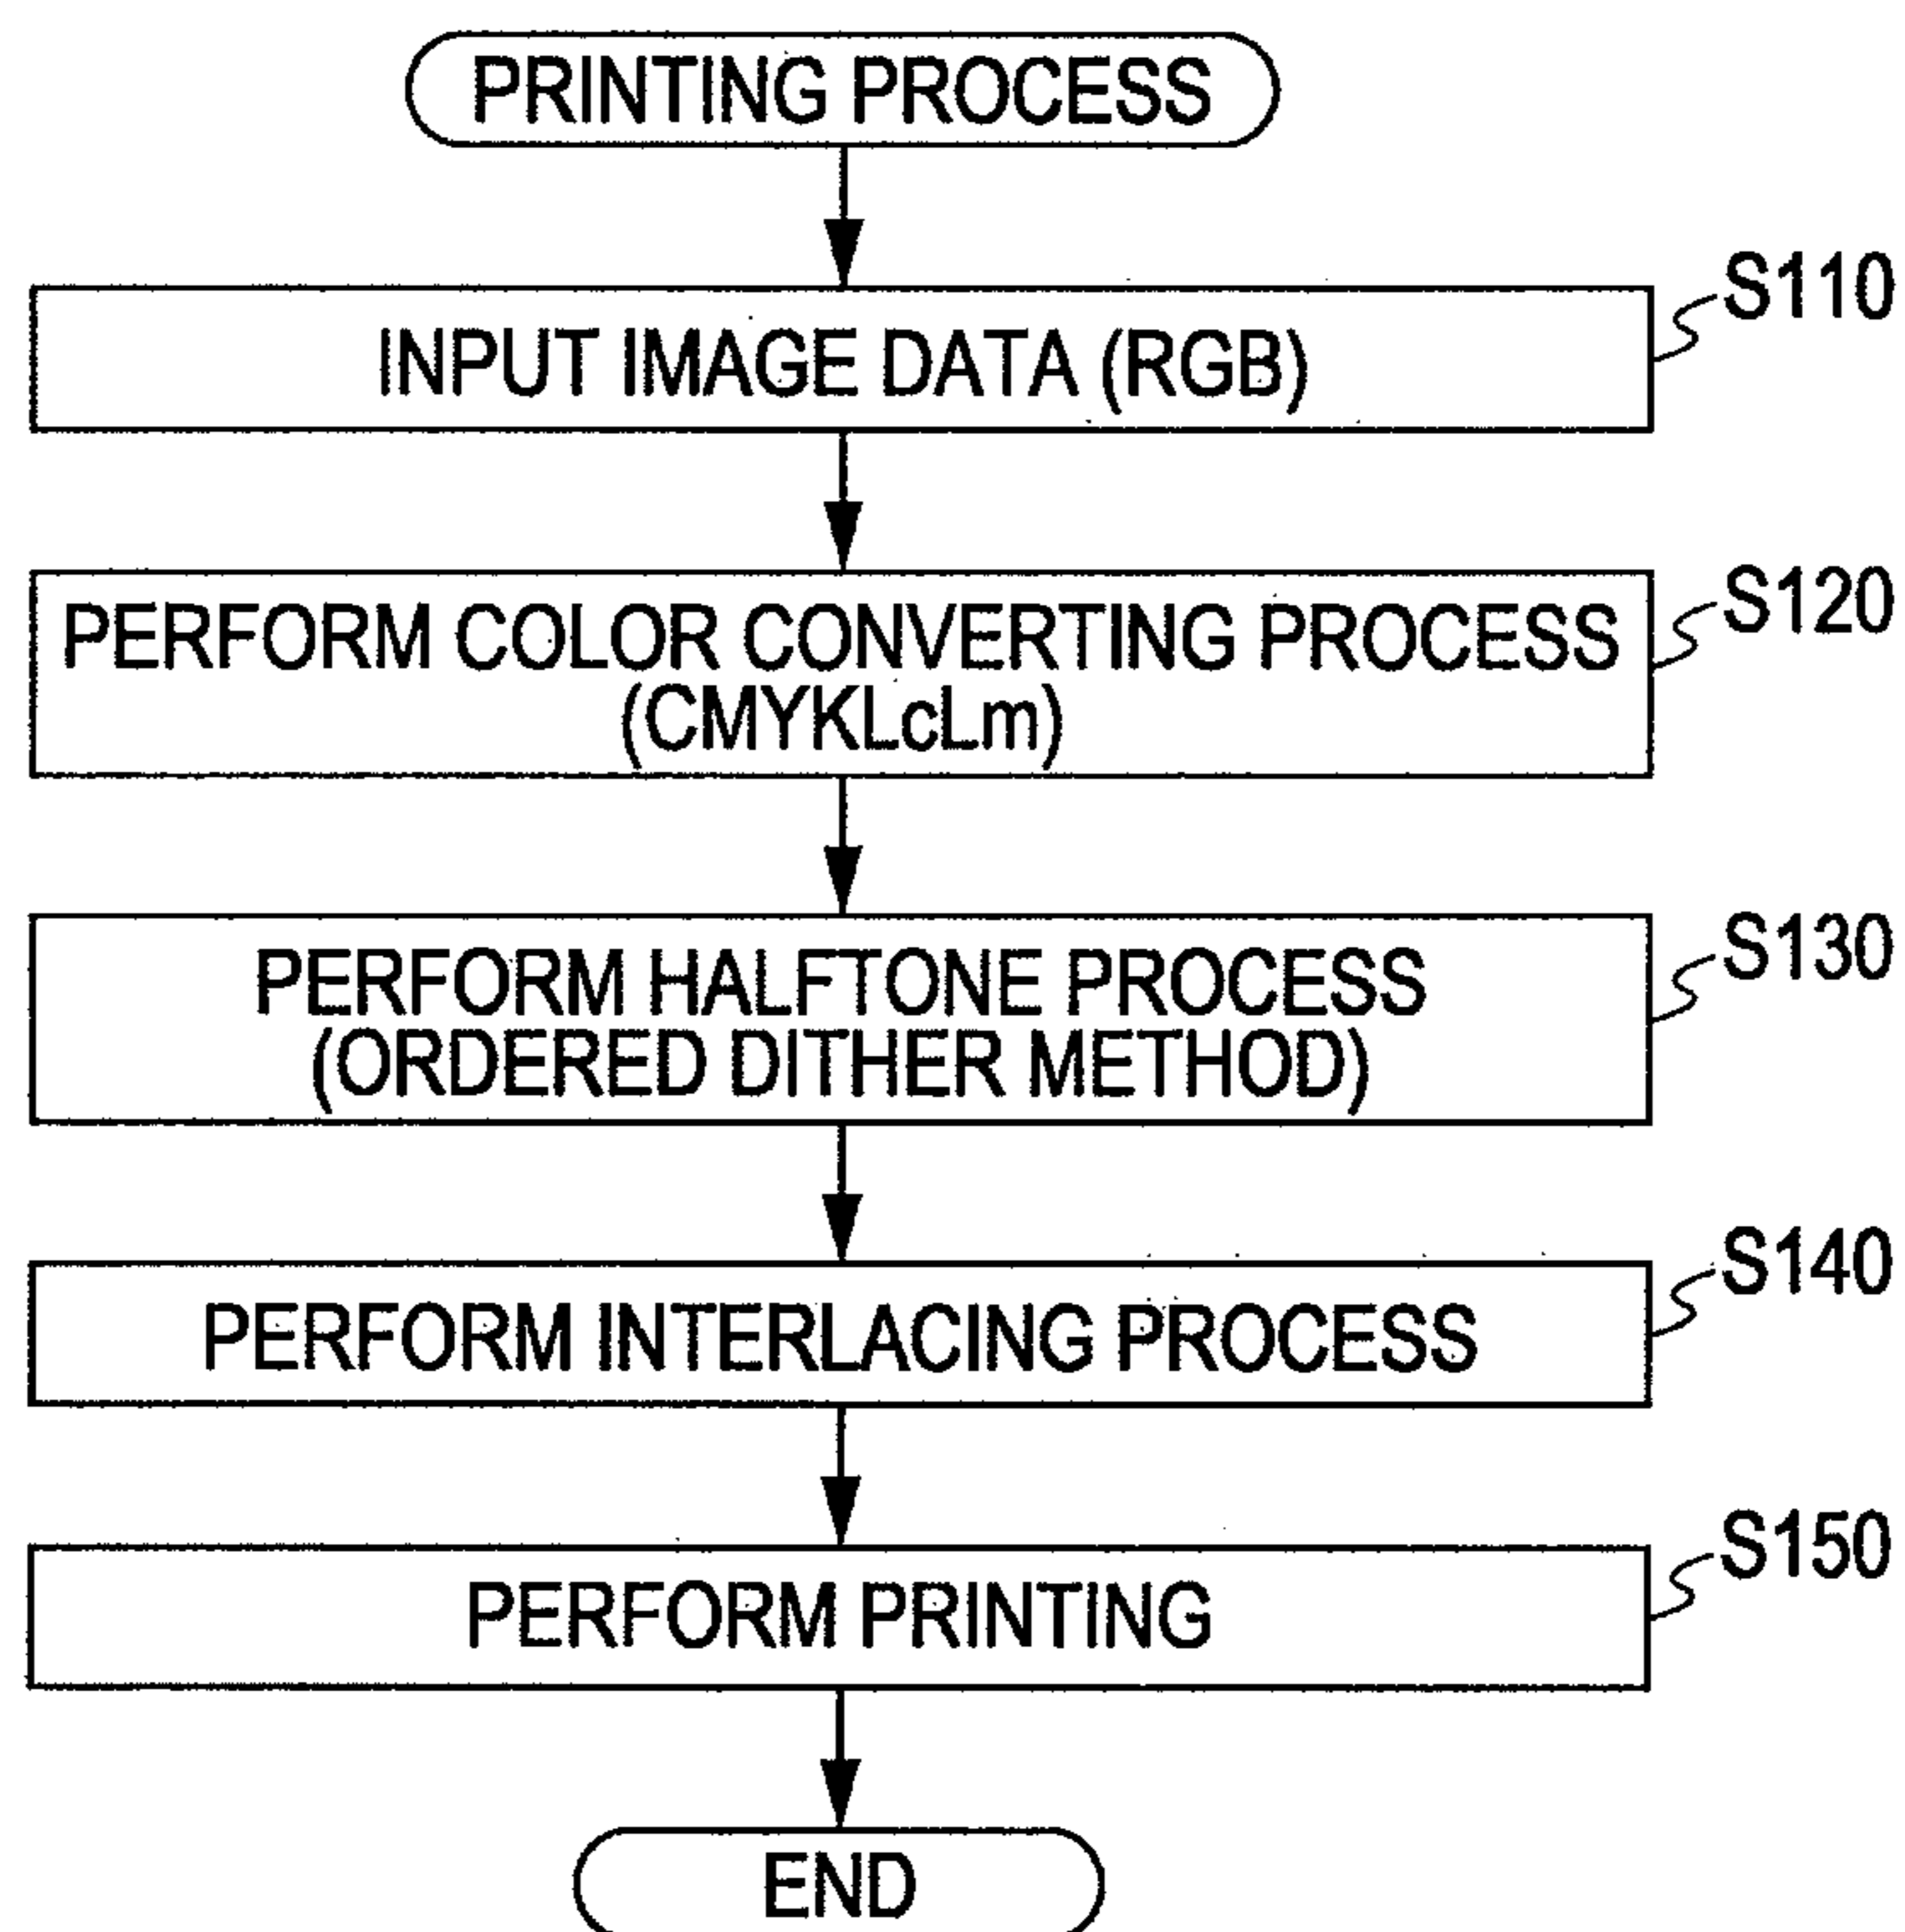 PRINTING PROCESS
S110
INPUT IMAGE DATA (RGB)
S120
PERFORM COLOR CONVERTING PROCESS
(CMYKLcLm)
S130
PERFORM HALFTONE PROCESS
(ORDERED DITHER METHOD)
S140
PERFORM INTERLACING PROCESS
S150
PERFORM PRINTING
END